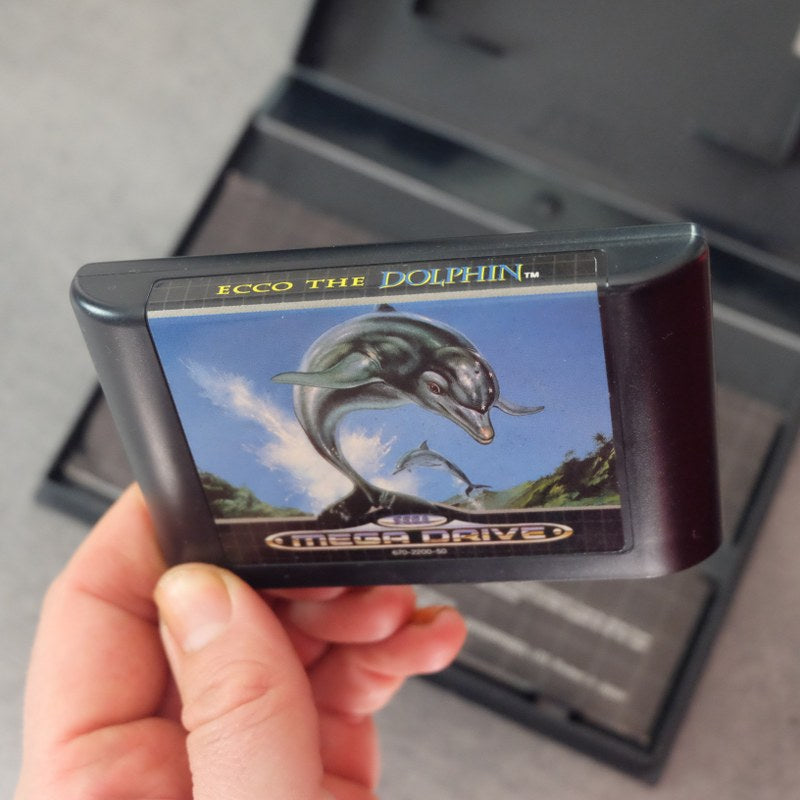 ECCO THE DOLPHIN™
SEGA
MEGA DRIVE
670-2200-50